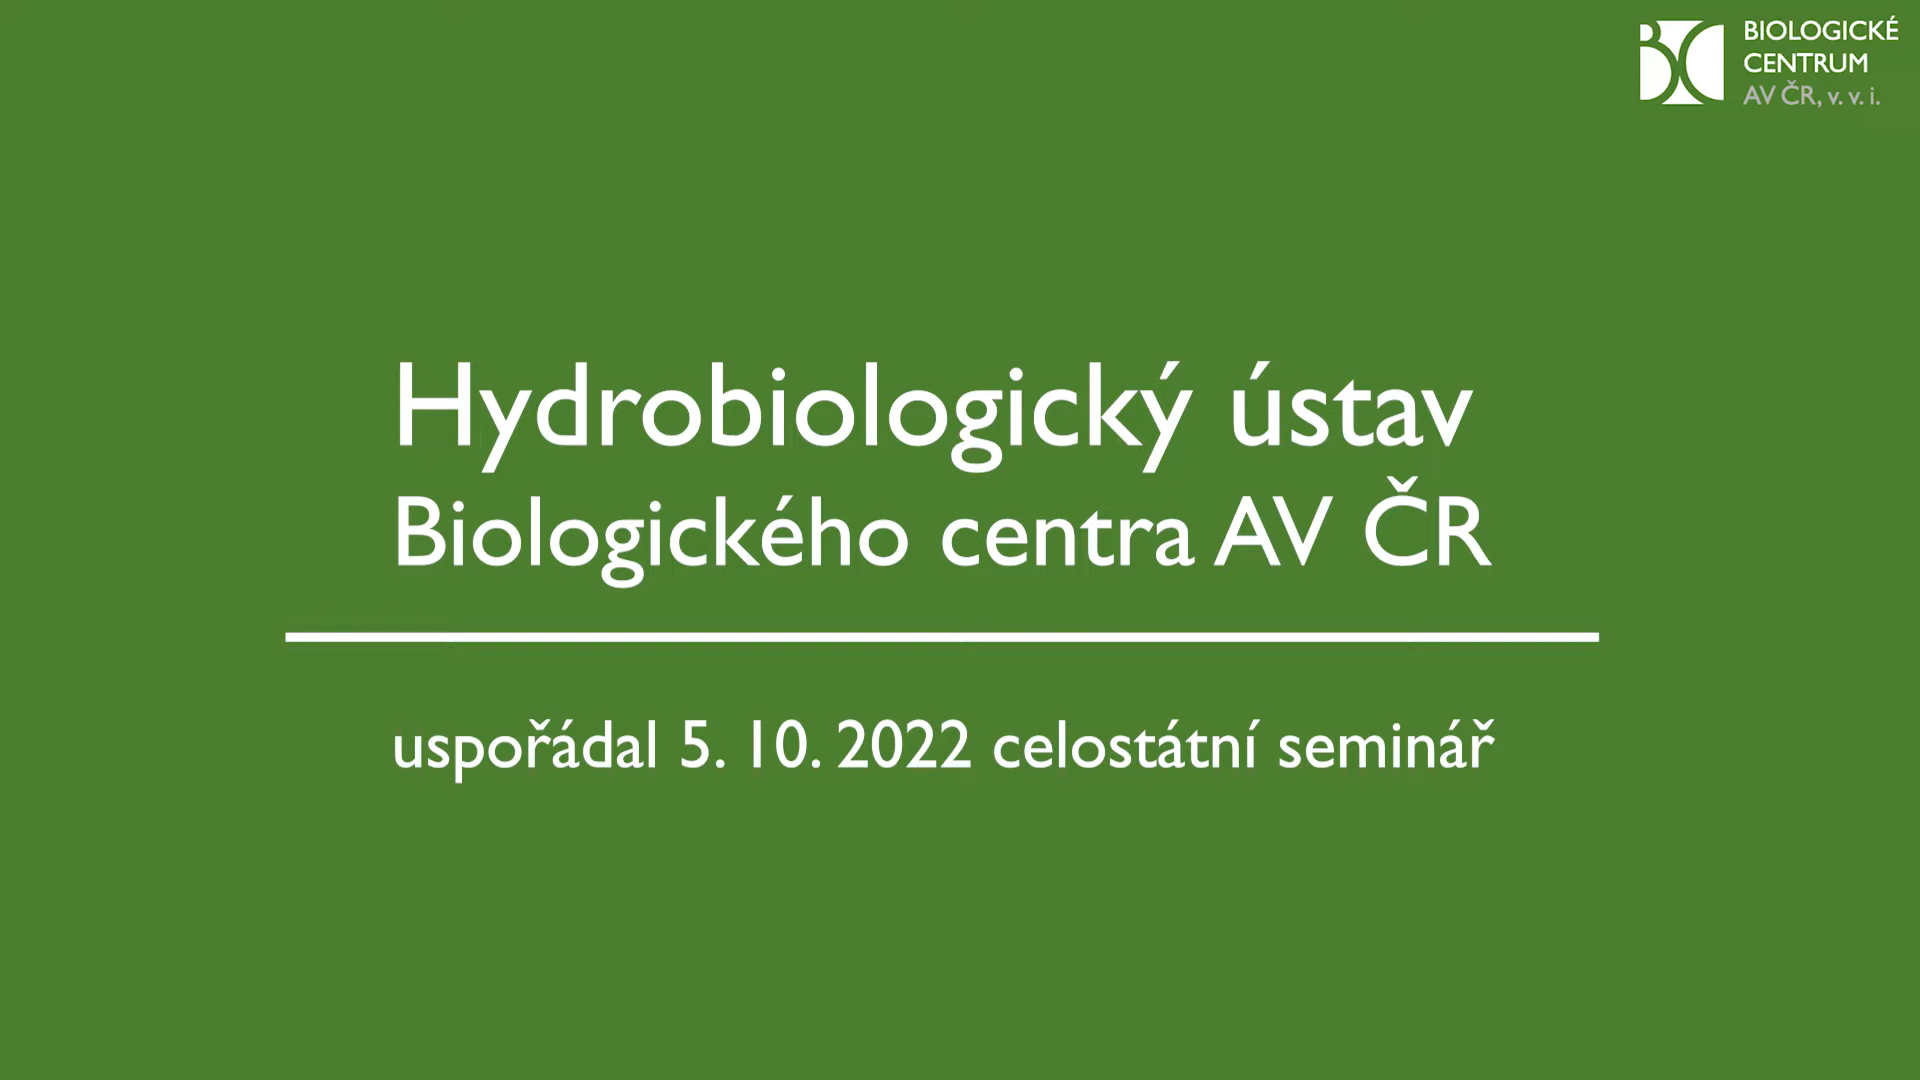 BIOLOGICKÉ
CENTRUM
AV ČR, v. v. i.
Hydrobiologický ústav
Biologického centra AV ČR
uspořádal 5. 10. 2022 celostátní seminář